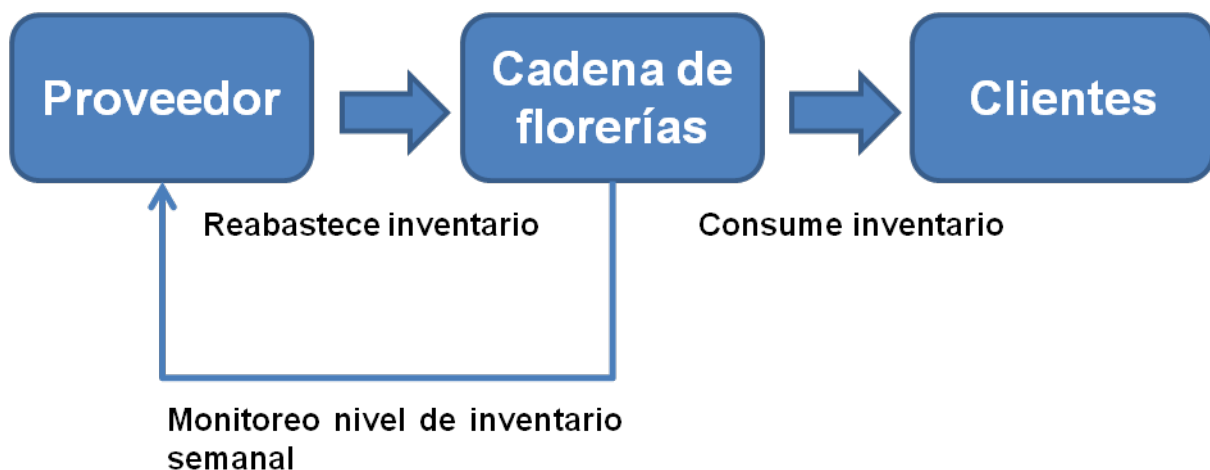 Proveedor
Cadena de
florerías
Clientes
Reabastece inventario
Consume inventario
Monitoreo nivel de inventario
semanal